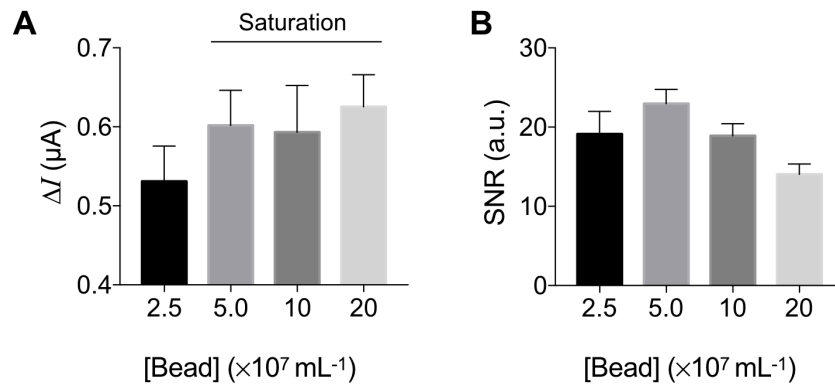 A
Saturation
ΔI (μA)
0.7
0.6
0.5
0.4
2.5 5.0 10 20
[Bead] (×10⁷ mL⁻¹)
B
SNR (a.u.)
30
20
10
0
2.5 5.0 10 20
[Bead] (×10⁷ mL⁻¹)